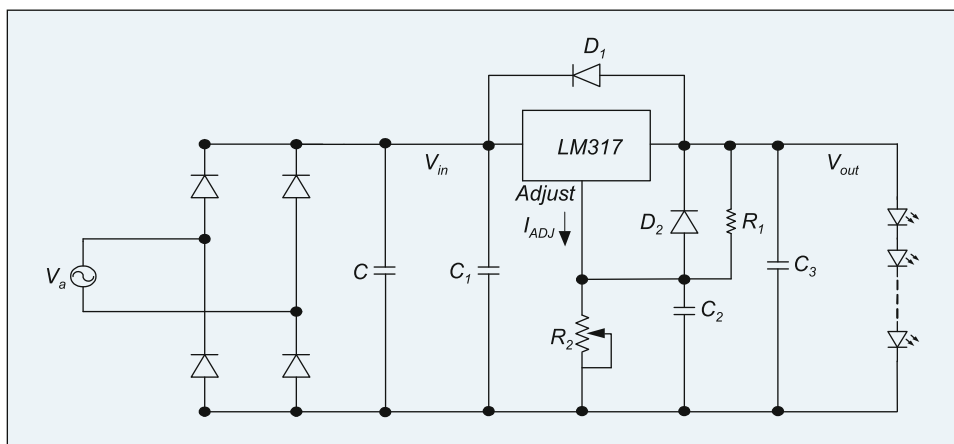 D1
LM317
Vin
Vout
Adjust
IADJ
D2
R1
Va
C
C1
C3
C2
R2